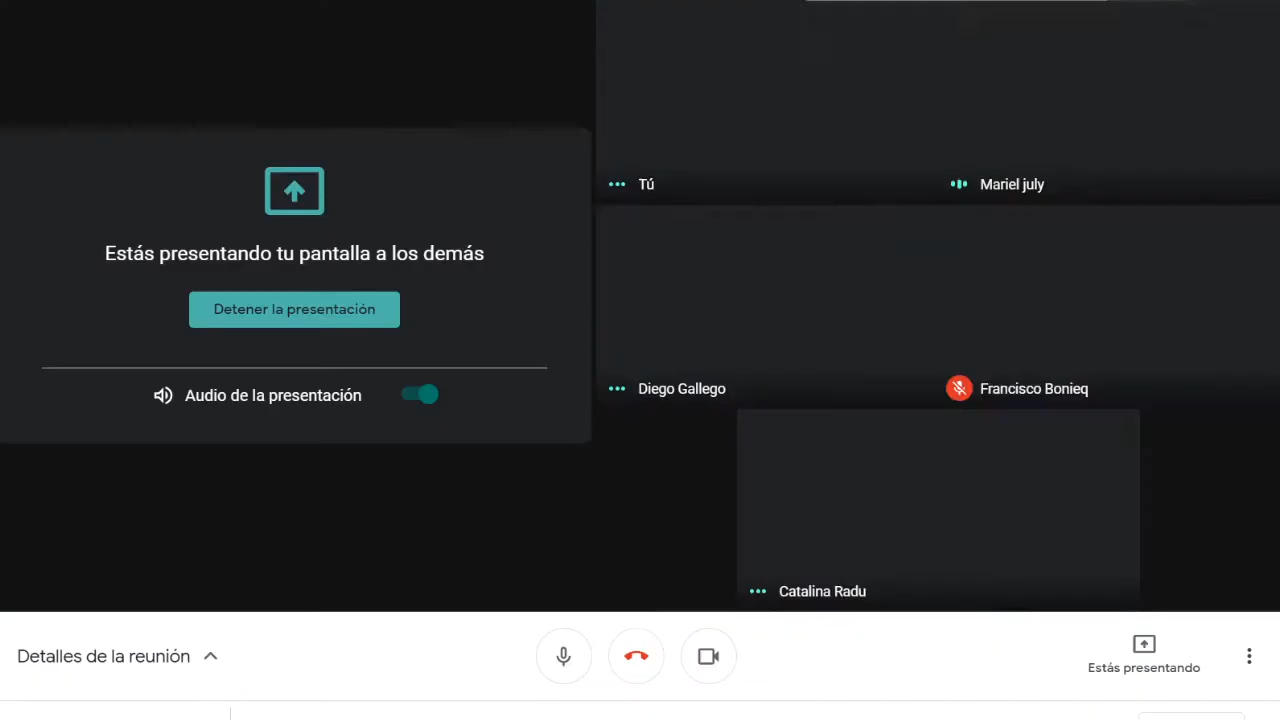 Estás presentando tu pantalla a los demás
Detener la presentación
Audio de la presentación
Tú
Mariel july
Diego Gallego
Francisco Bonieq
Catalina Radu
Detalles de la reunión
Estás presentando